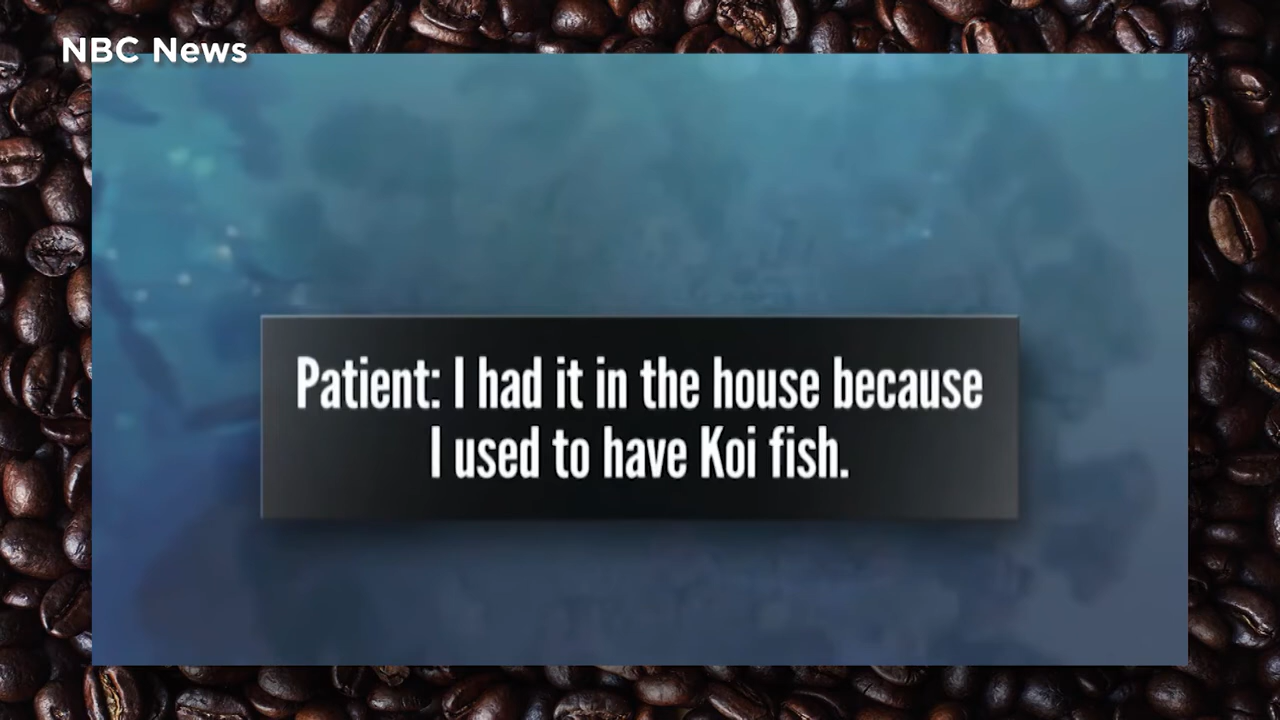 NBC News
Patient: I had it in the house because
I used to have Koi fish.